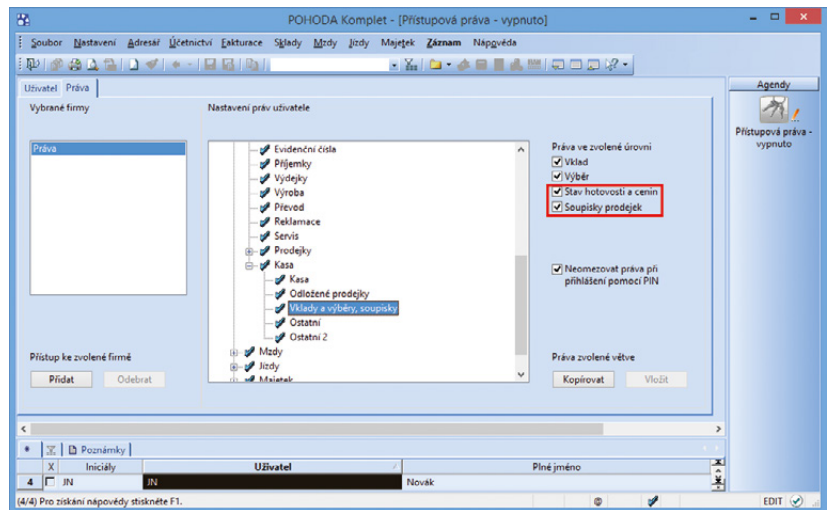 POHODA Komplet - [Přístupová práva - vypnuto]
Soubor Nastavení Adresář Účetnictví Fakturace Sklady Mzdy Jízdy Majetek Záznam Nápověda
Uživatel Práva
Agendy
Přístupová práva -
vypnuto
Vybrané firmy
Práva
Přístup ke zvolené firmě
Přidat Odebrat
Nastavení práv uživatele
Evidenční čísla
Příjemky
Výdejky
Výroba
Převod
Reklamace
Servis
Prodejky
Kasa
Kasa
Odložené prodejky
Vklady a výběry, soupisky
Ostatní
Ostatní 2
Mzdy
Jízdy
Majetek
Práva ve zvolené úrovni
Vklad
Výběr
Stav hotovosti a cenin
Soupisky prodejek
Neomezovat práva při
přihlášení pomocí PIN
Práva zvolené větve
Kopírovat Vložit
Poznámky
X Iniciály Uživatel Plné jméno
4 JN JN Novák
(4/4) Pro získání nápovědy stiskněte F1.
EDIT